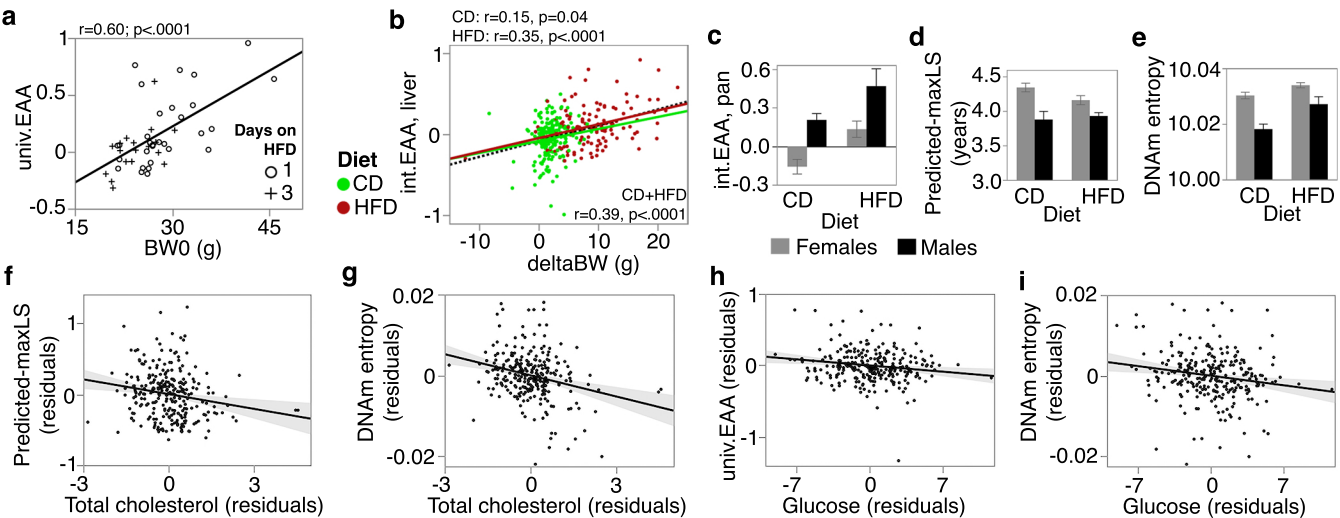 a
r=0.60; p<.0001
univ.EAA
1
0.5
0
-0.5
15
30
45
BW0 (g)
Days on
HFD
1
3
b
CD: r=0.15, p=0.04
HFD: r=0.35, p<.0001
int.EAA, liver
1
0
-1
-10
0
10
20
deltaBW (g)
CD+HFD
r=0.39, p<.0001
Diet
CD
HFD
c
int.EAA, pan
0.6
0.3
0.0
-0.3
CD
HFD
Diet
d
Predicted-maxLS
(years)
4.5
4.0
3.5
3.0
CD
HFD
Diet
e
DNAm entropy
10.04
10.02
10.00
CD
HFD
Diet
Females
Males
f
Predicted-maxLS
(residuals)
1
0
-1
-3
0
3
Total cholesterol (residuals)
g
DNAm entropy
(residuals)
0.02
0
-0.02
-3
0
3
Total cholesterol (residuals)
h
univ.EAA (residuals)
1
0
-1
-7
0
7
Glucose (residuals)
i
DNAm entropy
(residuals)
0.02
0
-0.02
-7
0
7
Glucose (residuals)